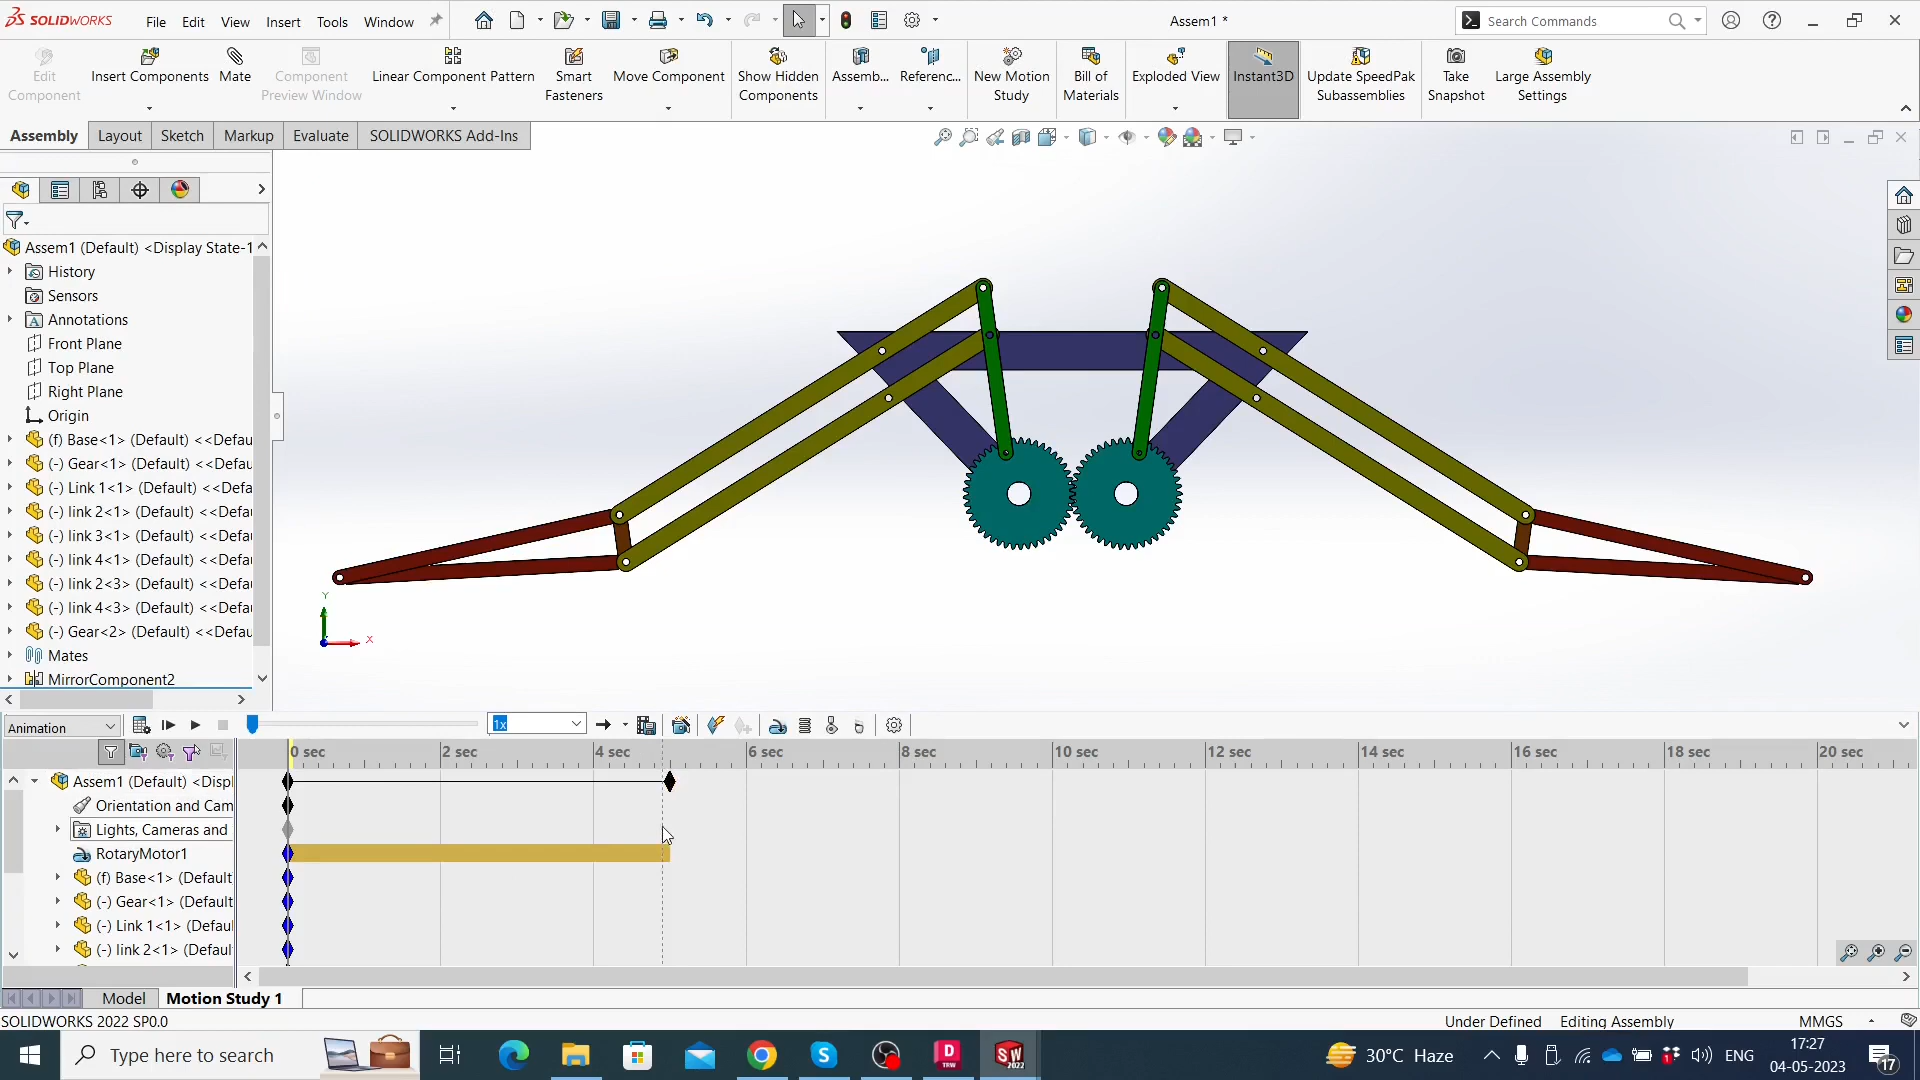 SOLIDWORKS File Edit View Insert Tools Window Assem1 * Search Commands
Edit Component
Insert Components
Mate
Component Preview Window
Linear Component Pattern
Smart Fasteners
Move Component
Show Hidden Components
Assemb...
Referenc...
New Motion Study
Bill of Materials
Exploded View
Instant3D
Update SpeedPak Subassemblies
Take Snapshot
Large Assembly Settings
Assembly Layout Sketch Markup Evaluate SOLIDWORKS Add-Ins
Assem1 (Default) <Display State-1
History
Sensors
Annotations
Front Plane
Top Plane
Right Plane
Origin
(f) Base<1> (Default) <<Defau
(-) Gear<1> (Default) <<Defau
(-) Link 1<1> (Default) <<Defa
(-) link 2<1> (Default) <<Defau
(-) link 3<1> (Default) <<Defau
(-) link 4<1> (Default) <<Defau
(-) link 2<3> (Default) <<Defau
(-) link 4<3> (Default) <<Defau
(-) Gear<2> (Default) <<Defau
Mates
MirrorComponent2
Y
X
Animation 1x
0 sec 2 sec 4 sec 6 sec 8 sec 10 sec 12 sec 14 sec 16 sec 18 sec 20 sec
Assem1 (Default) <Displ
Orientation and Cam
Lights, Cameras and
RotaryMotor1
(f) Base<1> (Default
(-) Gear<1> (Default
(-) Link 1<1> (Defau
(-) link 2<1> (Defaul
Model Motion Study 1
SOLIDWORKS 2022 SP0.0 Under Defined Editing Assembly MMGS
Type here to search 30°C Haze ENG 17:27
04-05-2023 17